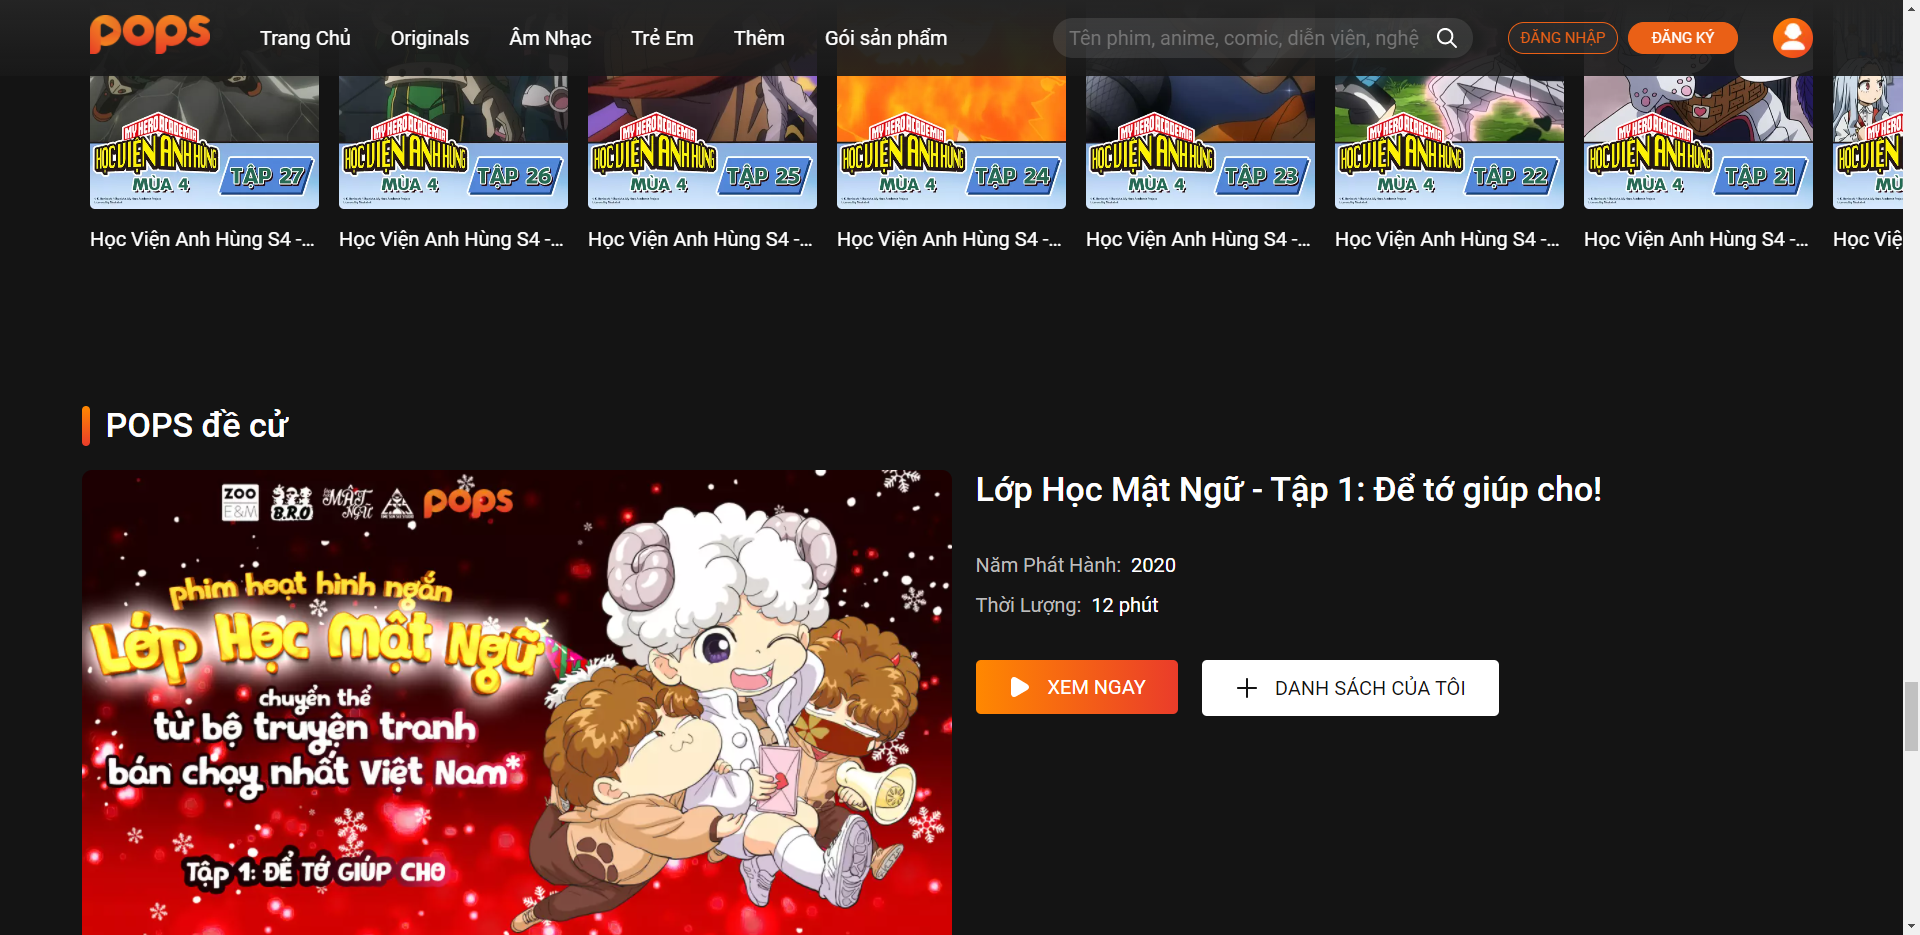 POPS
Trang Chủ
Originals
Âm Nhạc
Trẻ Em
Thêm
Gói sản phẩm
Tên phim, anime, comic, diễn viên, nghệ
ĐĂNG NHẬP
ĐĂNG KÝ
MY HERO ACADEMIA
HỌC VIỆN ANH HÙNG
MÙA 4
TẬP 27
MY HERO ACADEMIA
HỌC VIỆN ANH HÙNG
MÙA 4
TẬP 26
MY HERO ACADEMIA
HỌC VIỆN ANH HÙNG
MÙA 4
TẬP 25
MY HERO ACADEMIA
HỌC VIỆN ANH HÙNG
MÙA 4
TẬP 24
MY HERO ACADEMIA
HỌC VIỆN ANH HÙNG
MÙA 4
TẬP 23
MY HERO ACADEMIA
HỌC VIỆN ANH HÙNG
MÙA 4
TẬP 22
MY HERO ACADEMIA
HỌC VIỆN ANH HÙNG
MÙA 4
TẬP 21
MY HERO
HỌC VIỆN
Học Viện Anh Hùng S4 -...
Học Viện Anh Hùng S4 -...
Học Viện Anh Hùng S4 -...
Học Viện Anh Hùng S4 -...
Học Viện Anh Hùng S4 -...
Học Viện Anh Hùng S4 -...
Học Viện Anh Hùng S4 -...
Học Việ
POPS đề cử
ZOO
E&M
B.R.O
MẬT NGỮ
POPS
phim hoạt hình ngắn
Lớp Học Mật Ngữ
chuyển thể
từ bộ truyện tranh
bán chạy nhất Việt Nam*
Tập 1: ĐỂ TỚ GIÚP CHO
Lớp Học Mật Ngữ - Tập 1: Để tớ giúp cho!
Năm Phát Hành: 2020
Thời Lượng: 12 phút
XEM NGAY
DANH SÁCH CỦA TÔI